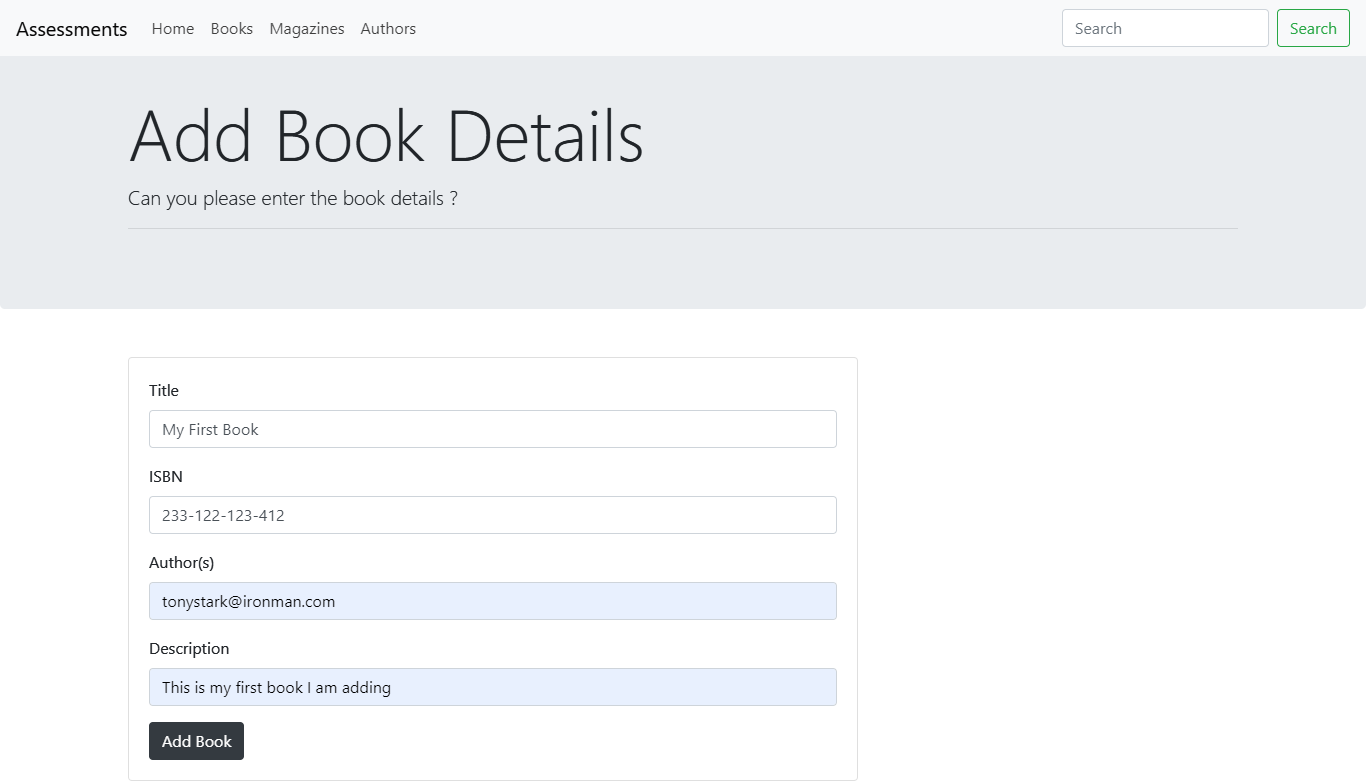 Assessments Home Books Magazines Authors Search Search
Add Book Details
Can you please enter the book details ?
Title
My First Book
ISBN
233-122-123-412
Author(s)
tonystark@ironman.com
Description
This is my first book I am adding
Add Book